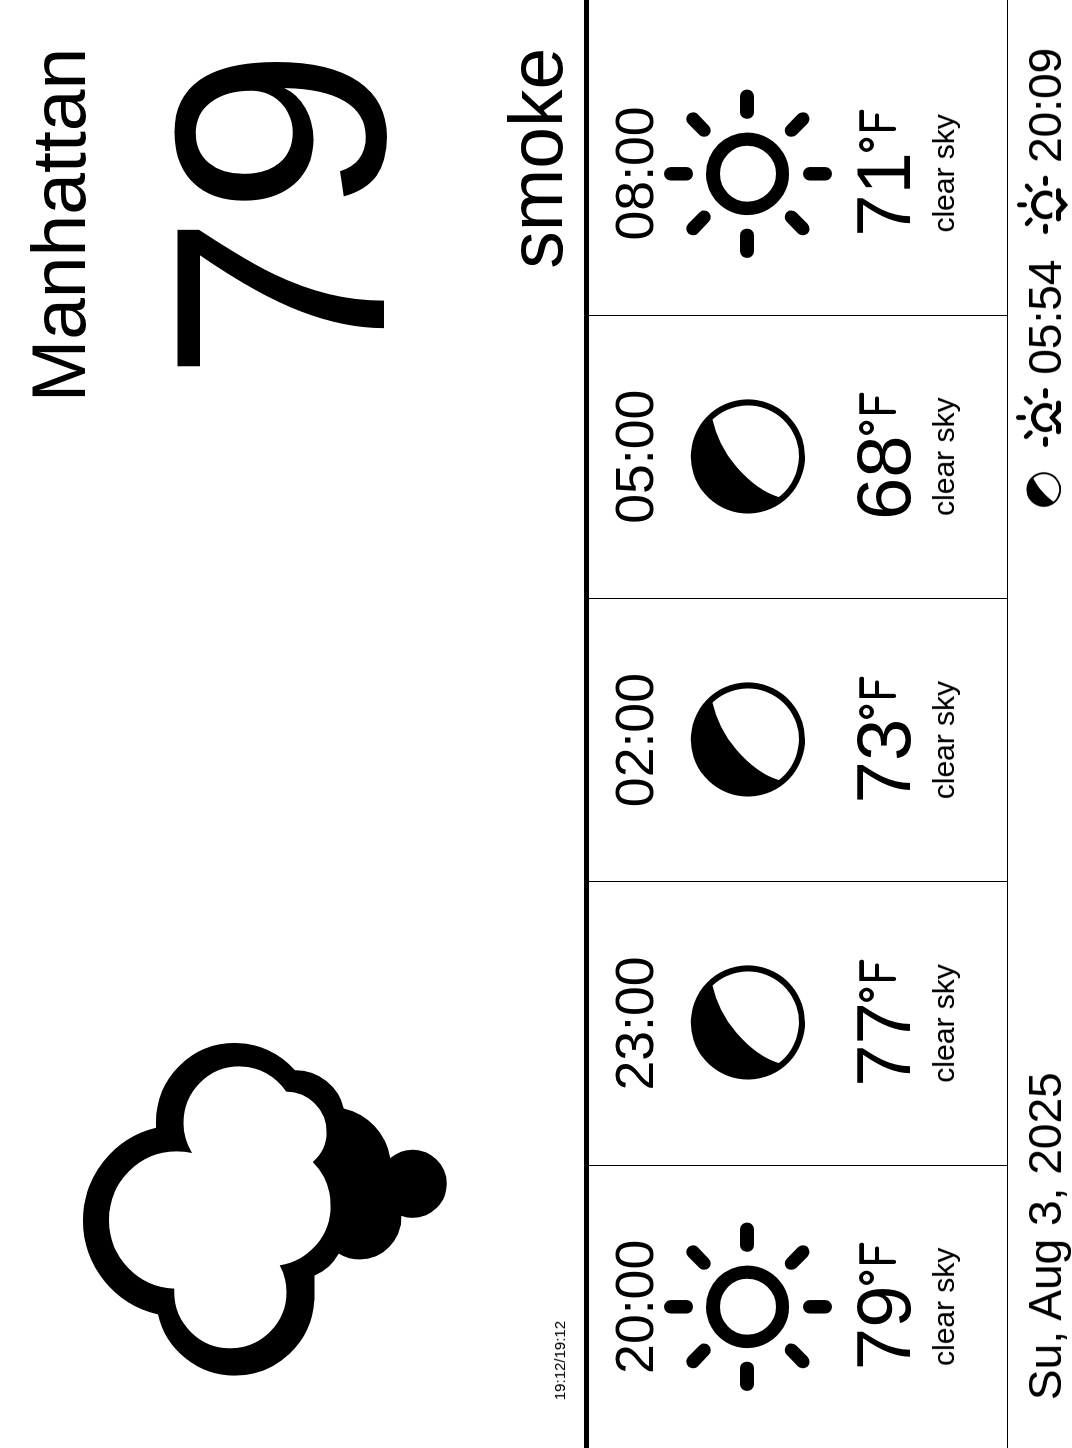 Manhattan
79
smoke
19:12/19:12
20:00 23:00 02:00 05:00 08:00
79°F 77°F 73°F 68°F 71°F
clear sky clear sky clear sky clear sky clear sky
Su, Aug 3, 2025 05:54 20:09